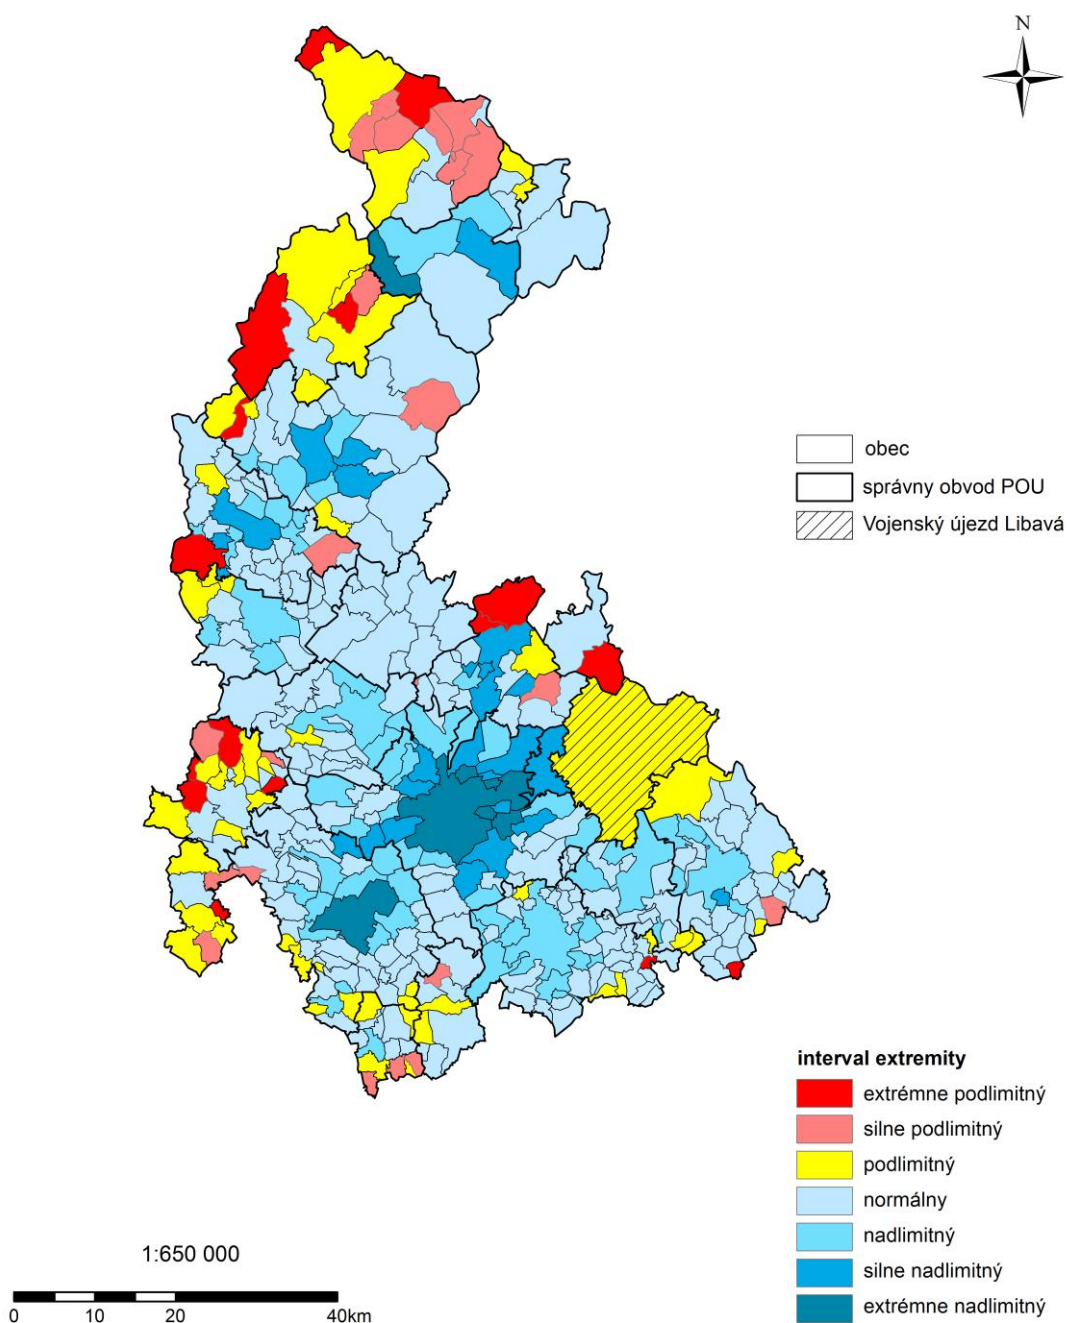 N
obec
správny obvod POU
Vojenský újezd Libavá
interval extremity
extrémne podlimitný
silne podlimitný
podlimitný
normálny
nadlimitný
silne nadlimitný
extrémne nadlimitný
1:650 000
0 10 20 40km